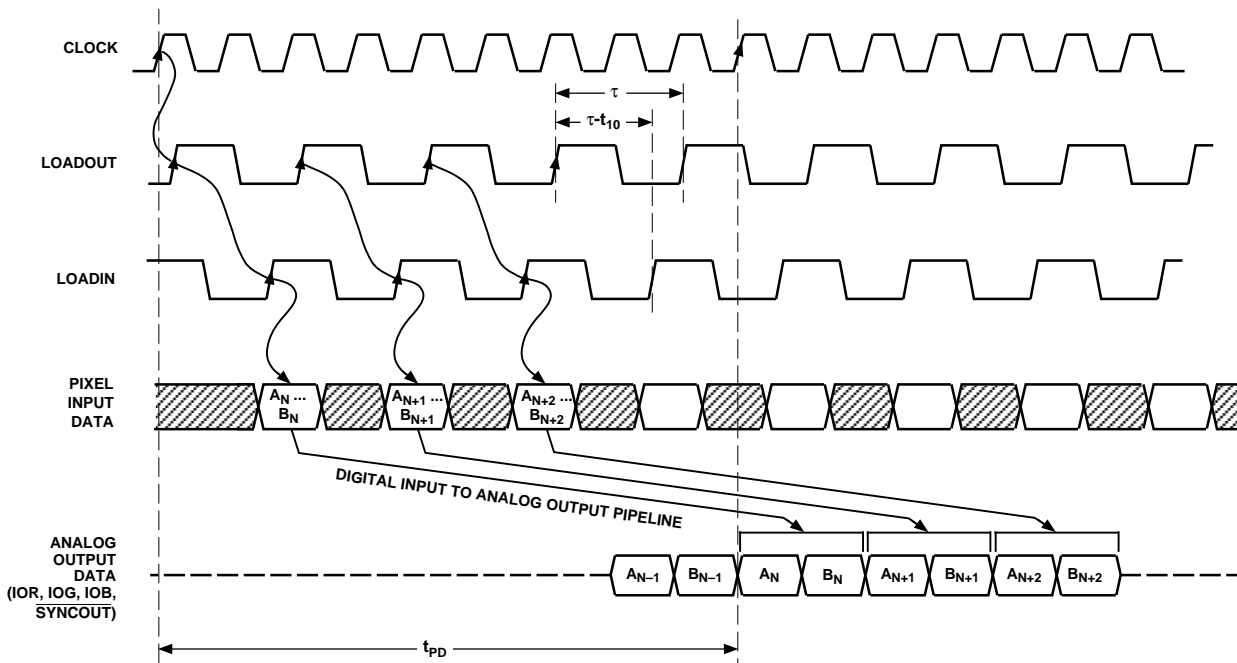 CLOCK
τ
τ-t10
LOADOUT
LOADIN
PIXEL
INPUT
DATA
AN ...
BN
AN+1 ...
BN+1
AN+2 ...
BN+2
DIGITAL INPUT TO ANALOG OUTPUT PIPELINE
ANALOG
OUTPUT
DATA
(IOR, IOG, IOB,
SYNCOUT)
AN–1 BN–1 AN BN AN+1 BN+1 AN+2 BN+2
tPD